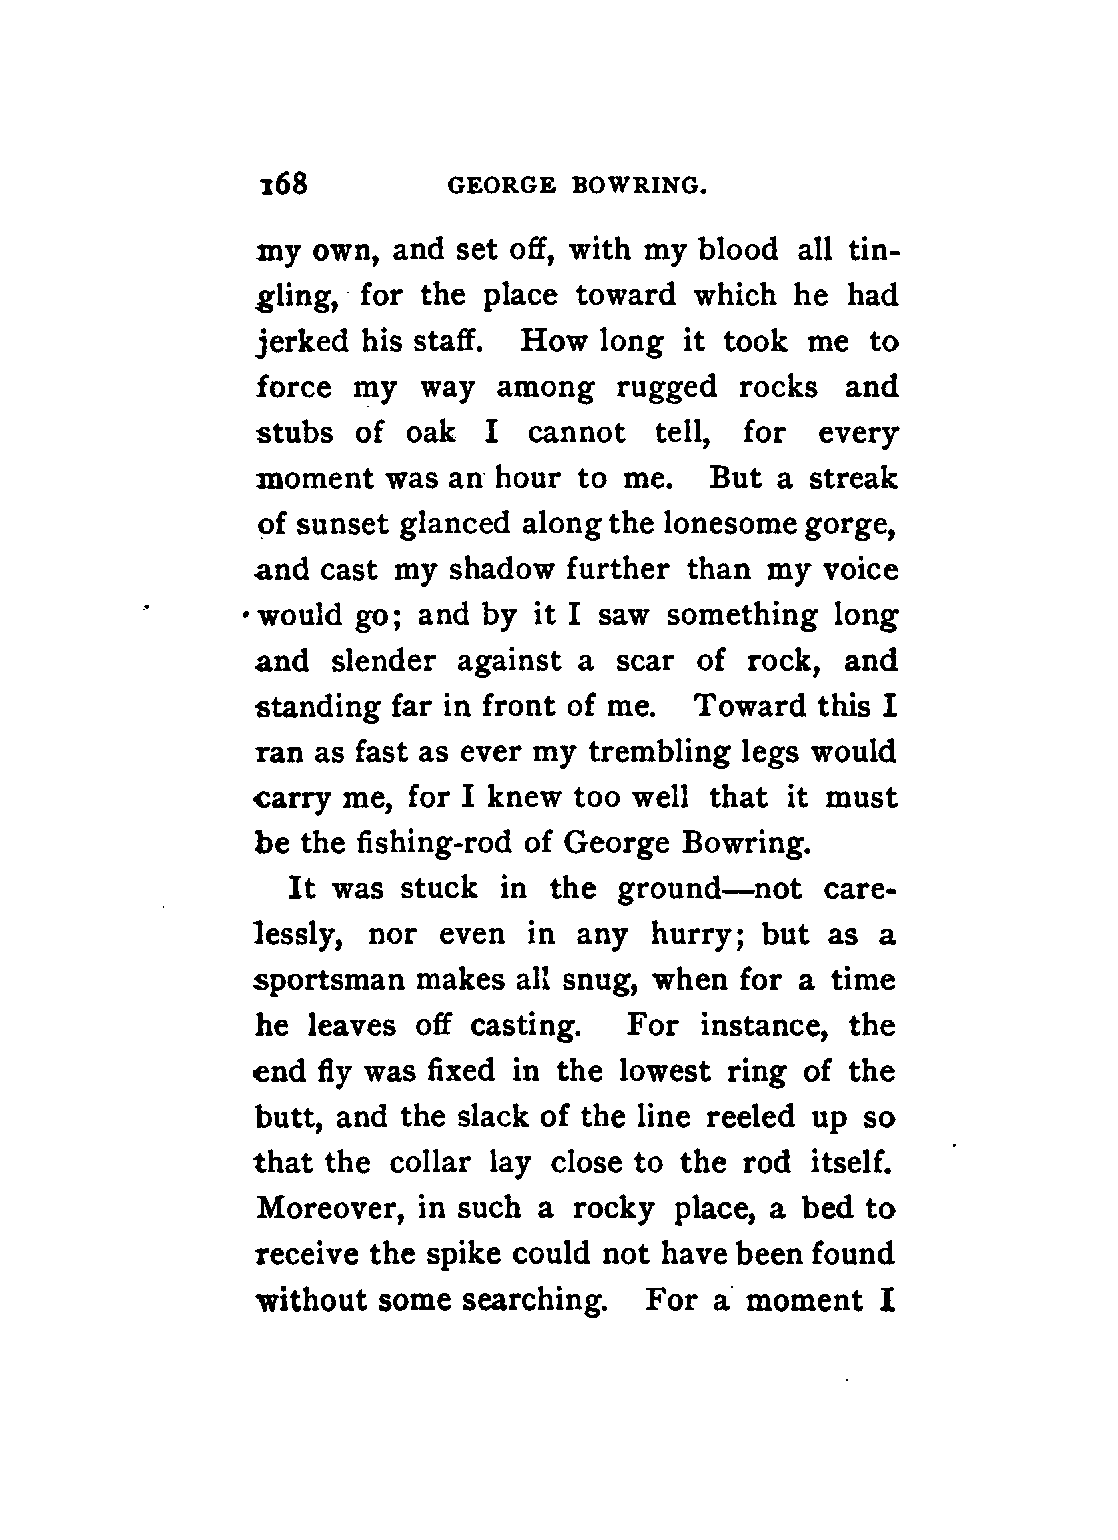 168 GEORGE BOWRING.
my own, and set off, with my blood all tin-
gling, for the place toward which he had
jerked his staff. How long it took me to
force my way among rugged rocks and
stubs of oak I cannot tell, for every
moment was an hour to me. But a streak
of sunset glanced along the lonesome gorge,
and cast my shadow further than my voice
would go; and by it I saw something long
and slender against a scar of rock, and
standing far in front of me. Toward this I
ran as fast as ever my trembling legs would
carry me, for I knew too well that it must
be the fishing-rod of George Bowring.
It was stuck in the ground—not care-
lessly, nor even in any hurry; but as a
sportsman makes all snug, when for a time
he leaves off casting. For instance, the
end fly was fixed in the lowest ring of the
butt, and the slack of the line reeled up so
that the collar lay close to the rod itself.
Moreover, in such a rocky place, a bed to
receive the spike could not have been found
without some searching. For a moment I